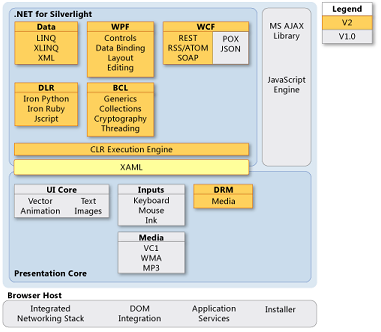 .NET for Silverlight
Data
LINQ
XLINQ
XML
WPF
Controls
Data Binding
Layout
Editing
WCF
REST
RSS/ATOM
SOAP
POX
JSON
DLR
Iron Python
Iron Ruby
Jscript
BCL
Generics
Collections
Cryptography
Threading
CLR Execution Engine
XAML
MS AJAX
Library
JavaScript
Engine
Legend
V2
V1.0
UI Core
Vector Text
Animation Images
Inputs
Keyboard
Mouse
Ink
DRM
Media
Media
VC1
WMA
MP3
Presentation Core
Browser Host
Integrated
Networking Stack
DOM
Integration
Application
Services
Installer